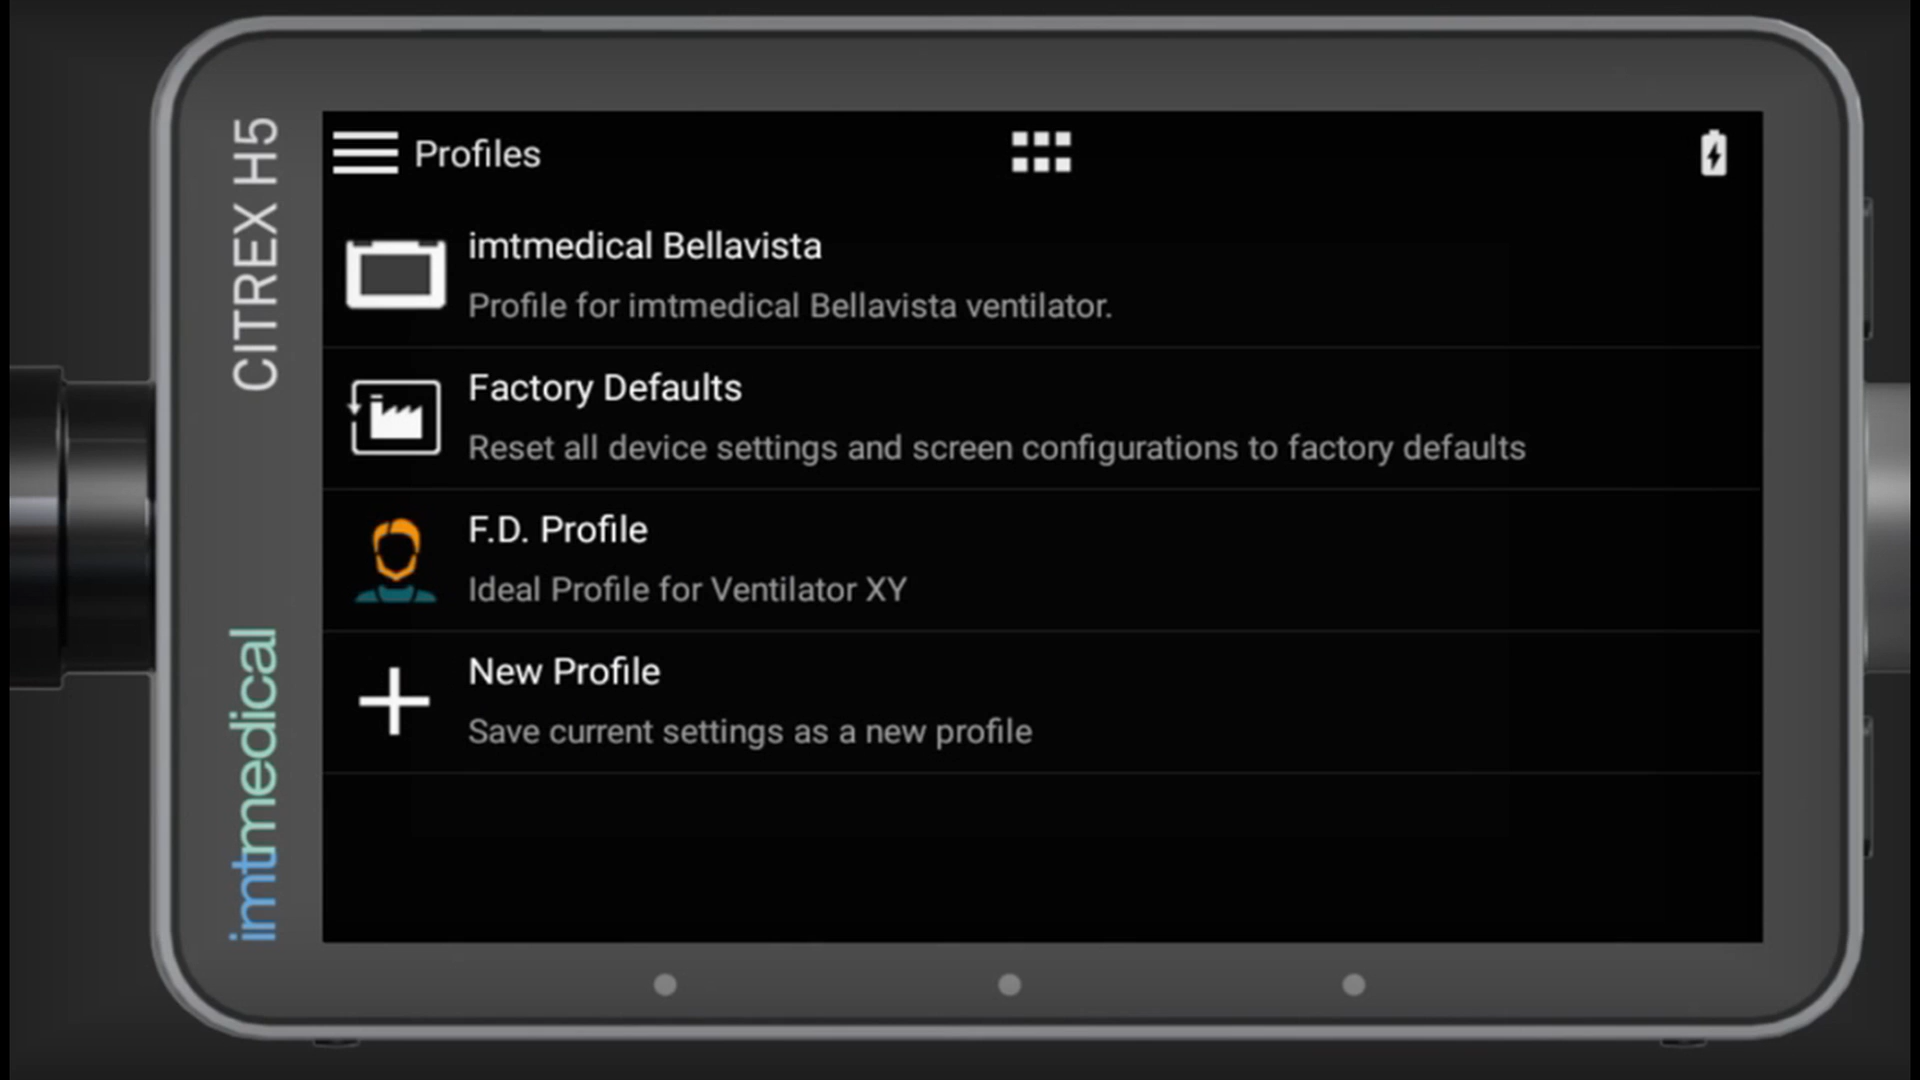 CITREX H5
imtmedical
Profiles
imtmedical Bellavista
Profile for imtmedical Bellavista ventilator.
Factory Defaults
Reset all device settings and screen configurations to factory defaults
F.D. Profile
Ideal Profile for Ventilator XY
New Profile
Save current settings as a new profile